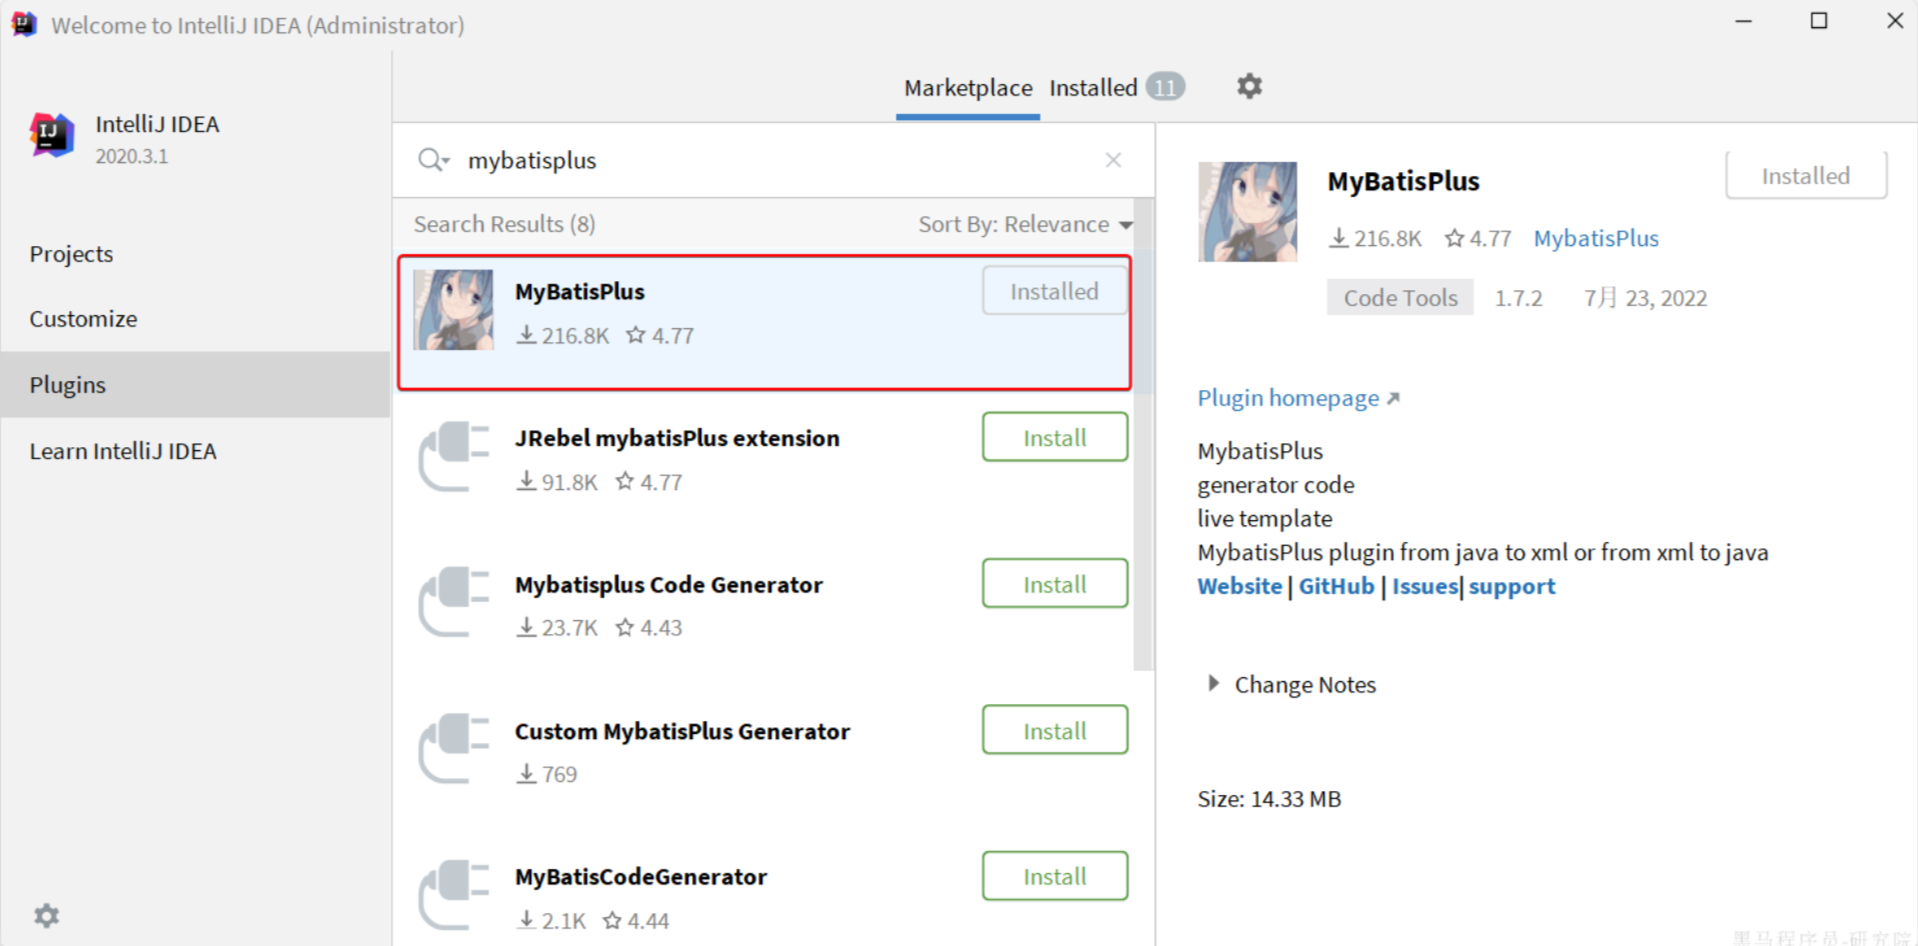 Welcome to IntelliJ IDEA (Administrator)
IntelliJ IDEA
2020.3.1
Projects
Customize
Plugins
Learn IntelliJ IDEA
Marketplace Installed 11
mybatisplus
Search Results (8) Sort By: Relevance
MyBatisPlus Installed
216.8K 4.77
JRebel mybatisPlus extension Install
91.8K 4.77
Mybatisplus Code Generator Install
23.7K 4.43
Custom MybatisPlus Generator Install
769
MyBatisCodeGenerator Install
2.1K 4.44
MyBatisPlus Installed
216.8K 4.77 MybatisPlus
Code Tools 1.7.2 7月 23, 2022
Plugin homepage
MybatisPlus
generator code
live template
MybatisPlus plugin from java to xml or from xml to java
Website | GitHub | Issues| support
Change Notes
Size: 14.33 MB
黑马程序员-研究院